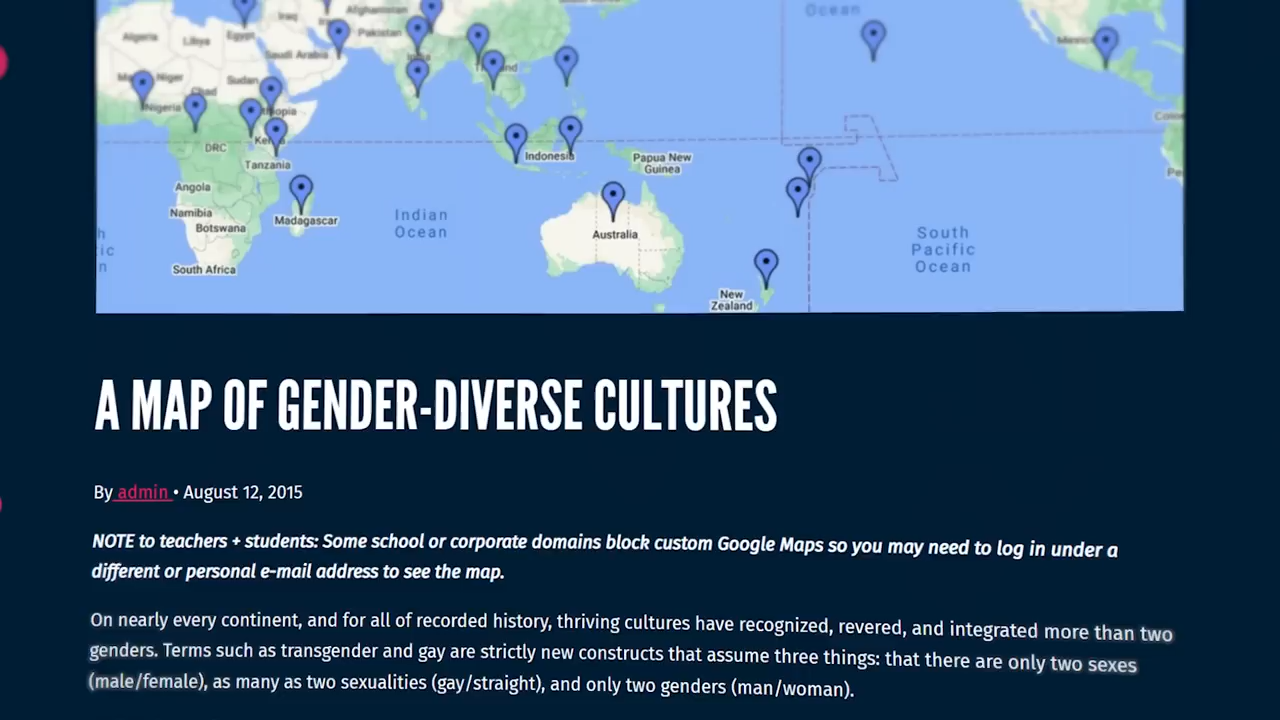 Afghanistan
Iraq
Pakistan
Algeria
Libya
Egypt
Saudi Arabia
India
Ocean
Mexico
Niger
Sudan
Chad
Nigeria
DRC
Tanzania
Indonesia
Papua New
Guinea
Angola
Namibia
Botswana
Madagascar
South Africa
Indian
Ocean
Australia
South
Pacific
Ocean
New
Zealand
A MAP OF GENDER-DIVERSE CULTURES
By admin • August 12, 2015
NOTE to teachers + students: Some school or corporate domains block custom Google Maps so you may need to log in under a
different or personal e-mail address to see the map.
On nearly every continent, and for all of recorded history, thriving cultures have recognized, revered, and integrated more than two
genders. Terms such as transgender and gay are strictly new constructs that assume three things: that there are only two sexes
(male/female), as many as two sexualities (gay/straight), and only two genders (man/woman).